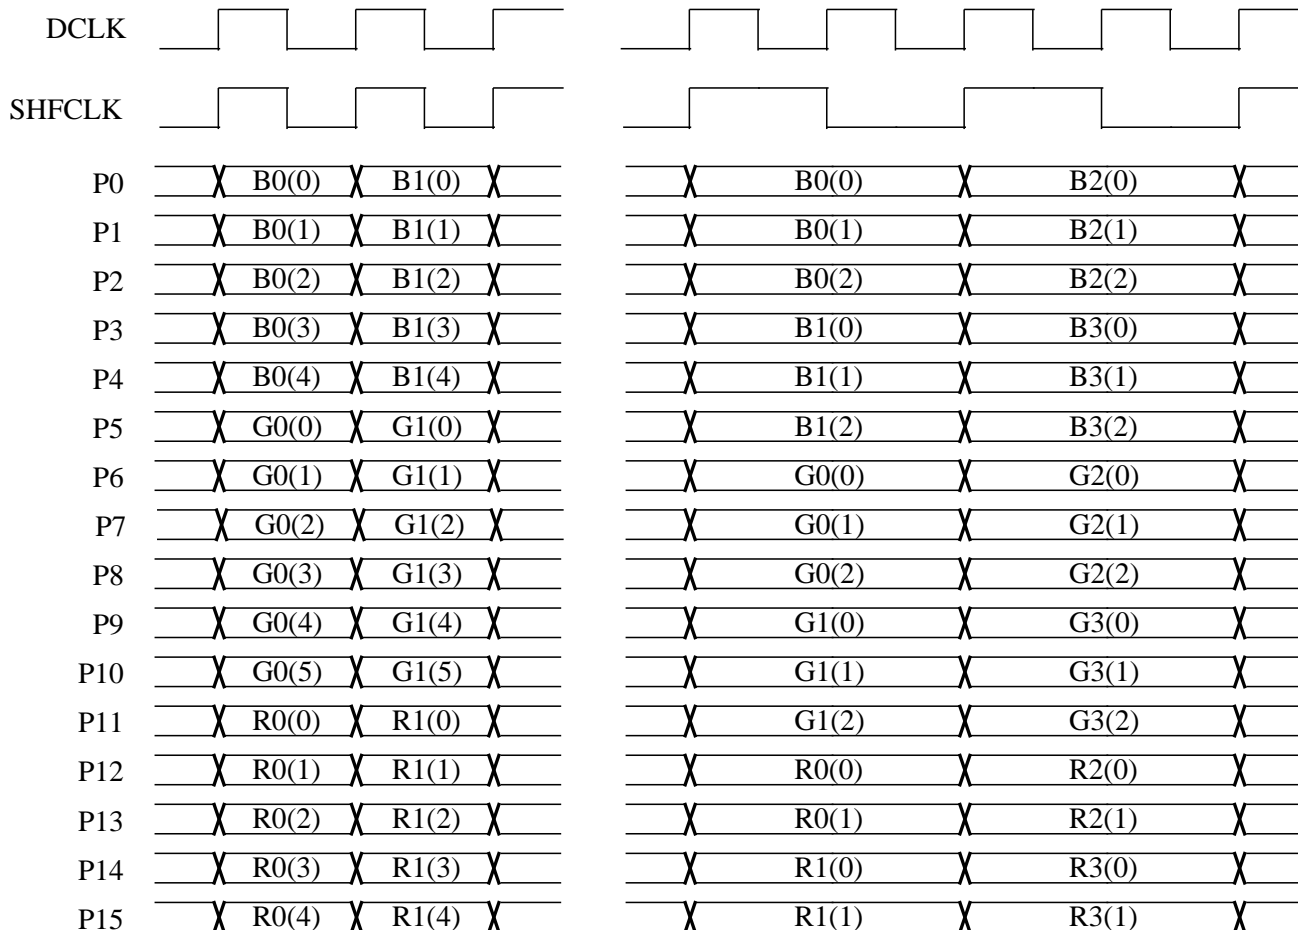 DCLK
SHFCLK
P0 B0(0) B1(0) B0(0) B2(0)
P1 B0(1) B1(1) B0(1) B2(1)
P2 B0(2) B1(2) B0(2) B2(2)
P3 B0(3) B1(3) B1(0) B3(0)
P4 B0(4) B1(4) B1(1) B3(1)
P5 G0(0) G1(0) B1(2) B3(2)
P6 G0(1) G1(1) G0(0) G2(0)
P7 G0(2) G1(2) G0(1) G2(1)
P8 G0(3) G1(3) G0(2) G2(2)
P9 G0(4) G1(4) G1(0) G3(0)
P10 G0(5) G1(5) G1(1) G3(1)
P11 R0(0) R1(0) G1(2) G3(2)
P12 R0(1) R1(1) R0(0) R2(0)
P13 R0(2) R1(2) R0(1) R2(1)
P14 R0(3) R1(3) R1(0) R3(0)
P15 R0(4) R1(4) R1(1) R3(1)